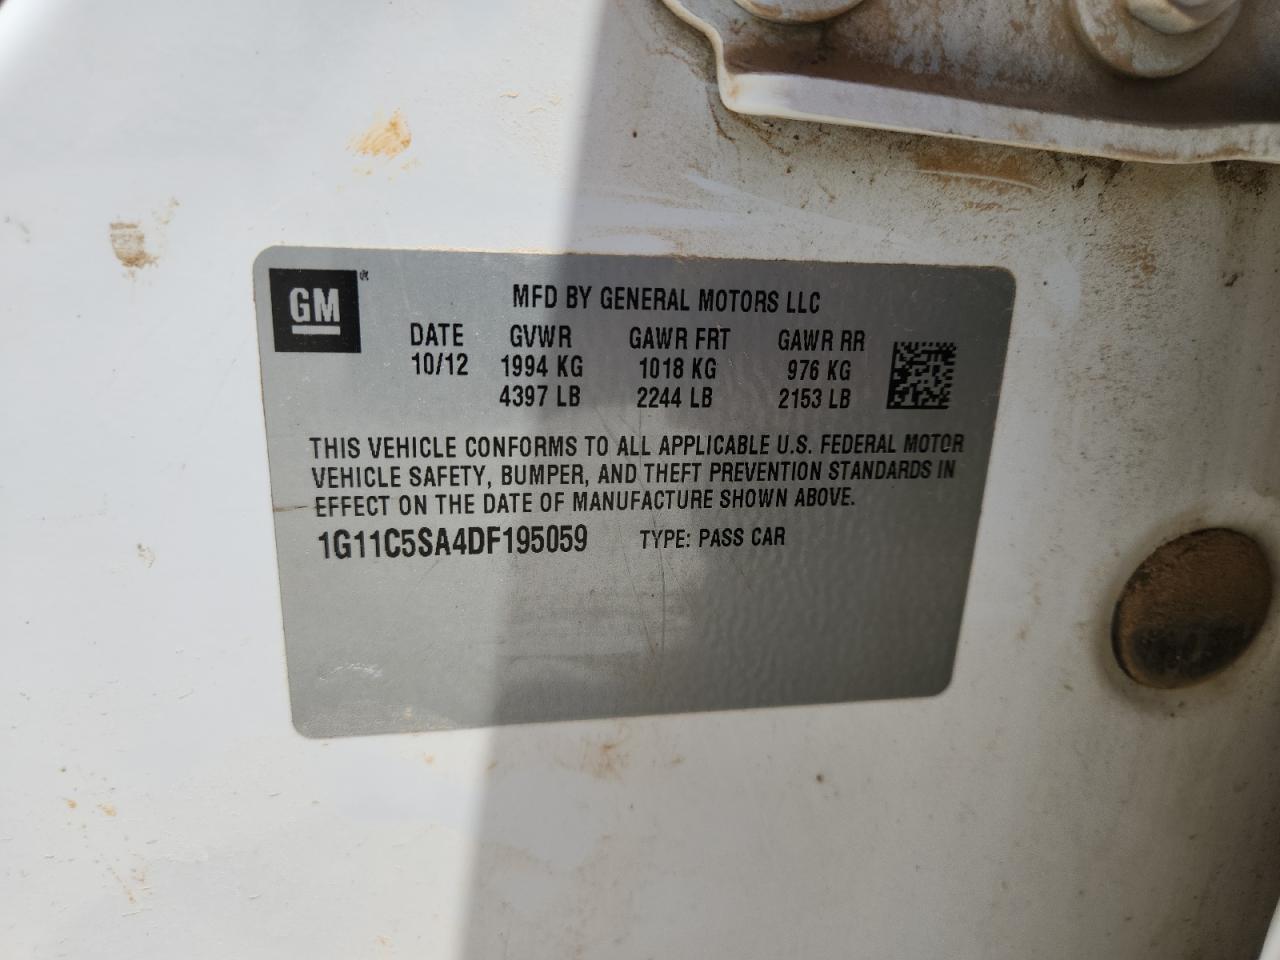 GM®
MFD BY GENERAL MOTORS LLC
DATE GVWR GAWR FRT GAWR RR
10/12 1994 KG 1018 KG 976 KG
4397 LB 2244 LB 2153 LB
THIS VEHICLE CONFORMS TO ALL APPLICABLE U.S. FEDERAL MOTOR
VEHICLE SAFETY, BUMPER, AND THEFT PREVENTION STANDARDS IN
EFFECT ON THE DATE OF MANUFACTURE SHOWN ABOVE.
1G11C5SA4DF195059 TYPE: PASS CAR